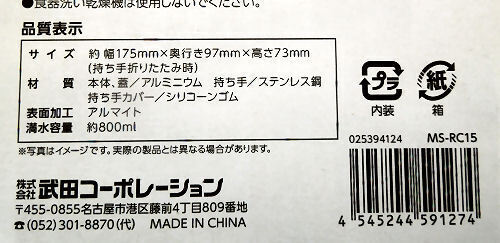 ●食器洗い乾燥機は使用しないでください。
品質表示
サイズ 約 幅175mm×奥行き97mm×高さ73mm
(持ち手折りたたみ時)
材質 本体、蓋／アルミニウム 持ち手／ステンレス鋼
持ち手カバー／シリコーンゴム
表面加工 アルマイト
満水容量 約800ml
※写真はイメージです。実際の製品とは異なる場合があります。
株式会社 武田コーポレーション
〒455-0855名古屋市港区藤前4丁目809番地
☎(052)301-8870(代) MADE IN CHINA
プラ 紙
内装 箱
025394124 MS-RC15
4 545244 591274